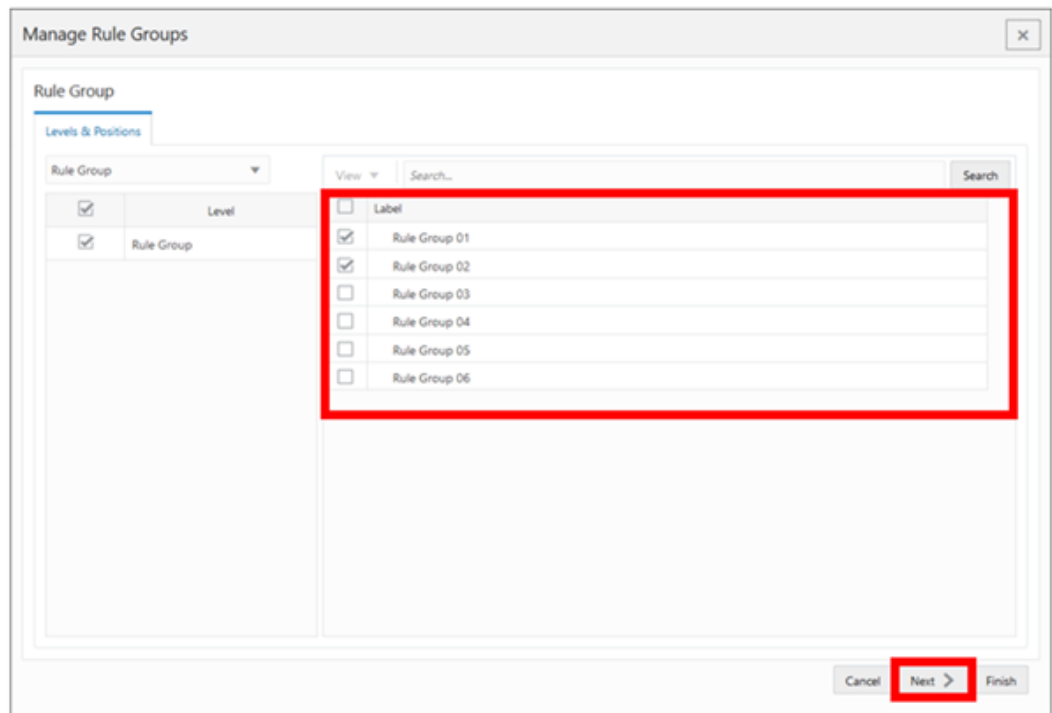 Manage Rule Groups
Rule Group
Levels & Positions
Rule Group
View Search... Search
Level
Rule Group
Label
Rule Group 01
Rule Group 02
Rule Group 03
Rule Group 04
Rule Group 05
Rule Group 06
Cancel Next Finish